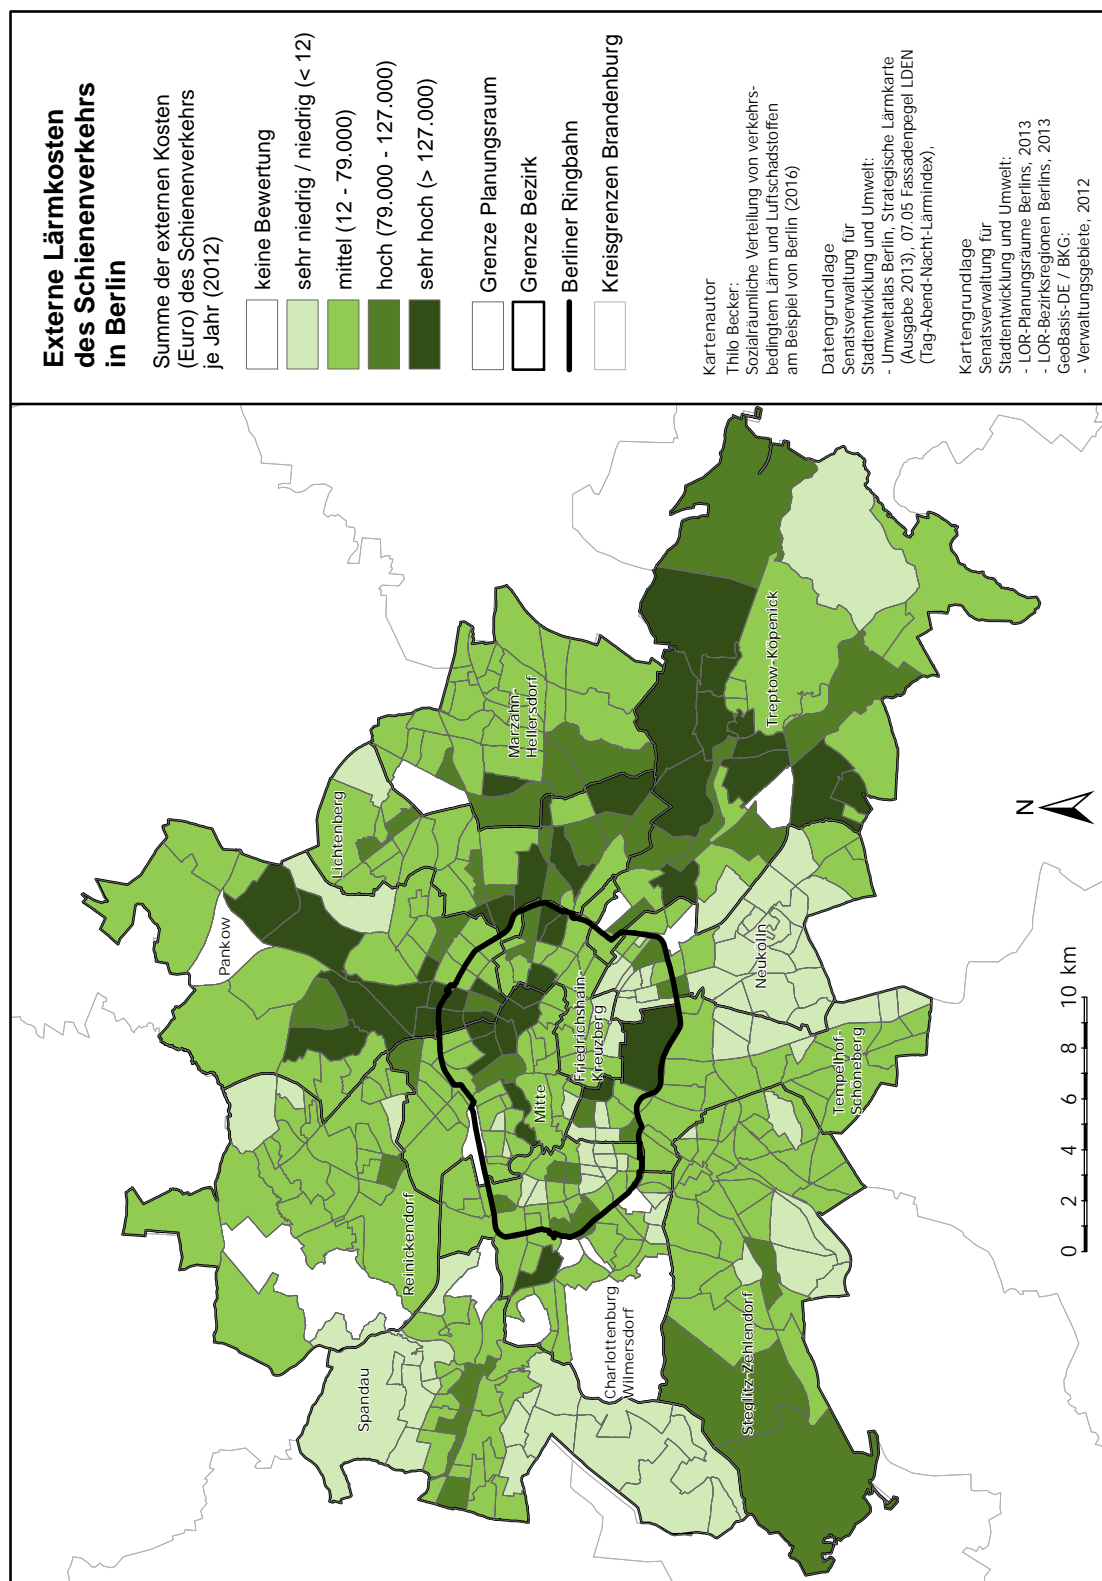 Externe Lärmkosten
des Schienenverkehrs
in Berlin
Summe der externen Kosten
(Euro) des Schienenverkehrs
je Jahr (2012)
keine Bewertung
sehr niedrig / niedrig (< 12)
mittel (12 - 79.000)
hoch (79.000 - 127.000)
sehr hoch (> 127.000)
Grenze Planungsraum
Grenze Bezirk
Berliner Ringbahn
Kreisgrenzen Brandenburg
Kartenautor
Thilo Becker:
Sozialräumliche Verteilung von verkehrs-
bedingtem Lärm und Luftschadstoffen
am Beispiel von Berlin (2016)
Datengrundlage
Senatsverwaltung für
Stadtentwicklung und Umwelt:
- Umweltatlas Berlin, Strategische Lärmkarte
(Ausgabe 2013), 07.05 Fassadenpegel LDEN
(Tag-Abend-Nacht-Lärmindex),
Kartengrundlage
Senatsverwaltung für
Stadtentwicklung und Umwelt:
- LOR-Planungsräume Berlins, 2013
- LOR-Bezirksregionen Berlins, 2013
GeoBasis-DE / BKG:
- Verwaltungsgebiete, 2012
Pankow
Lichtenberg
Reinickendorf
Spandau
Marzahn-
Hellersdorf
Mitte
Friedrichshain-
Kreuzberg
Charlottenburg
Wilmersdorf
Treptow-Köpenick
Neukölln
Steglitz-Zehlendorf
Tempelhof-
Schöneberg
N
0 2 4 6 8 10 km